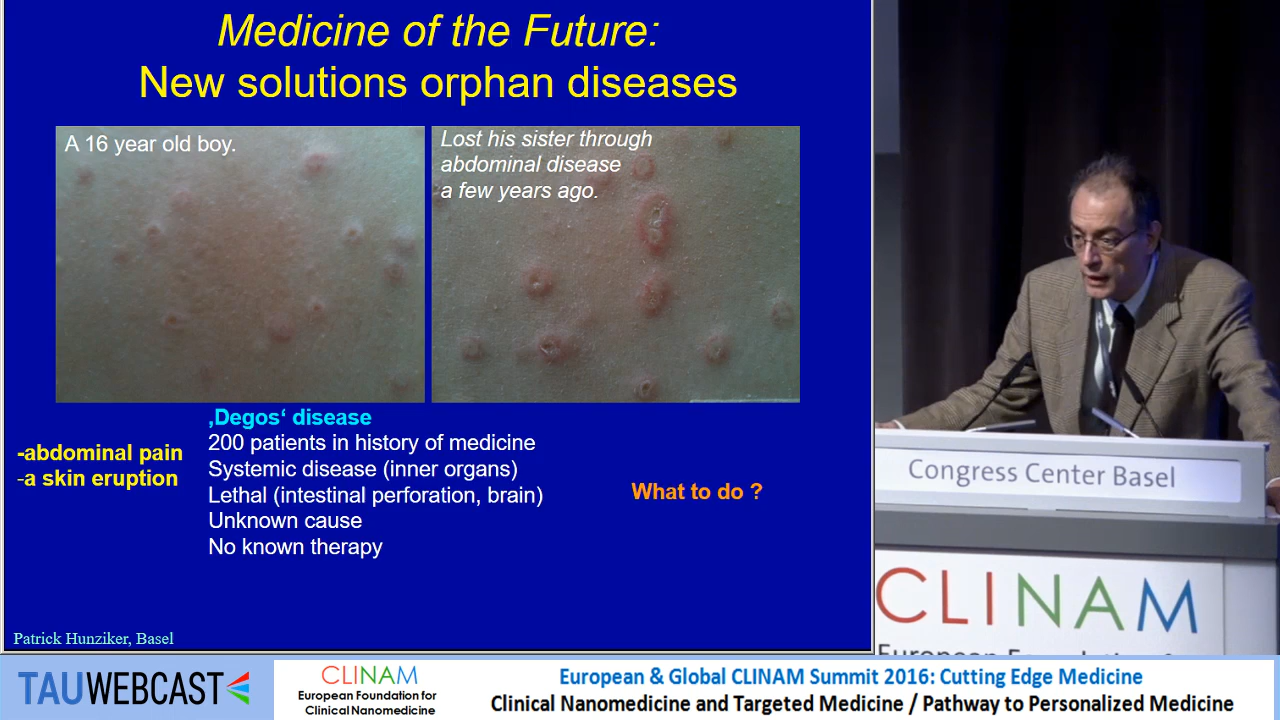 Medicine of the Future:
New solutions orphan diseases
A 16 year old boy.
Lost his sister through
abdominal disease
a few years ago.
-abdominal pain
-a skin eruption
‚Degos‘ disease
200 patients in history of medicine
Systemic disease (inner organs)
Lethal (intestinal perforation, brain)
Unknown cause
No known therapy
What to do ?
Patrick Hunziker, Basel
Congress Center Basel
CLINAM
TAUWEBCAST
CLINAM
European Foundation for
Clinical Nanomedicine
European & Global CLINAM Summit 2016: Cutting Edge Medicine
Clinical Nanomedicine and Targeted Medicine / Pathway to Personalized Medicine